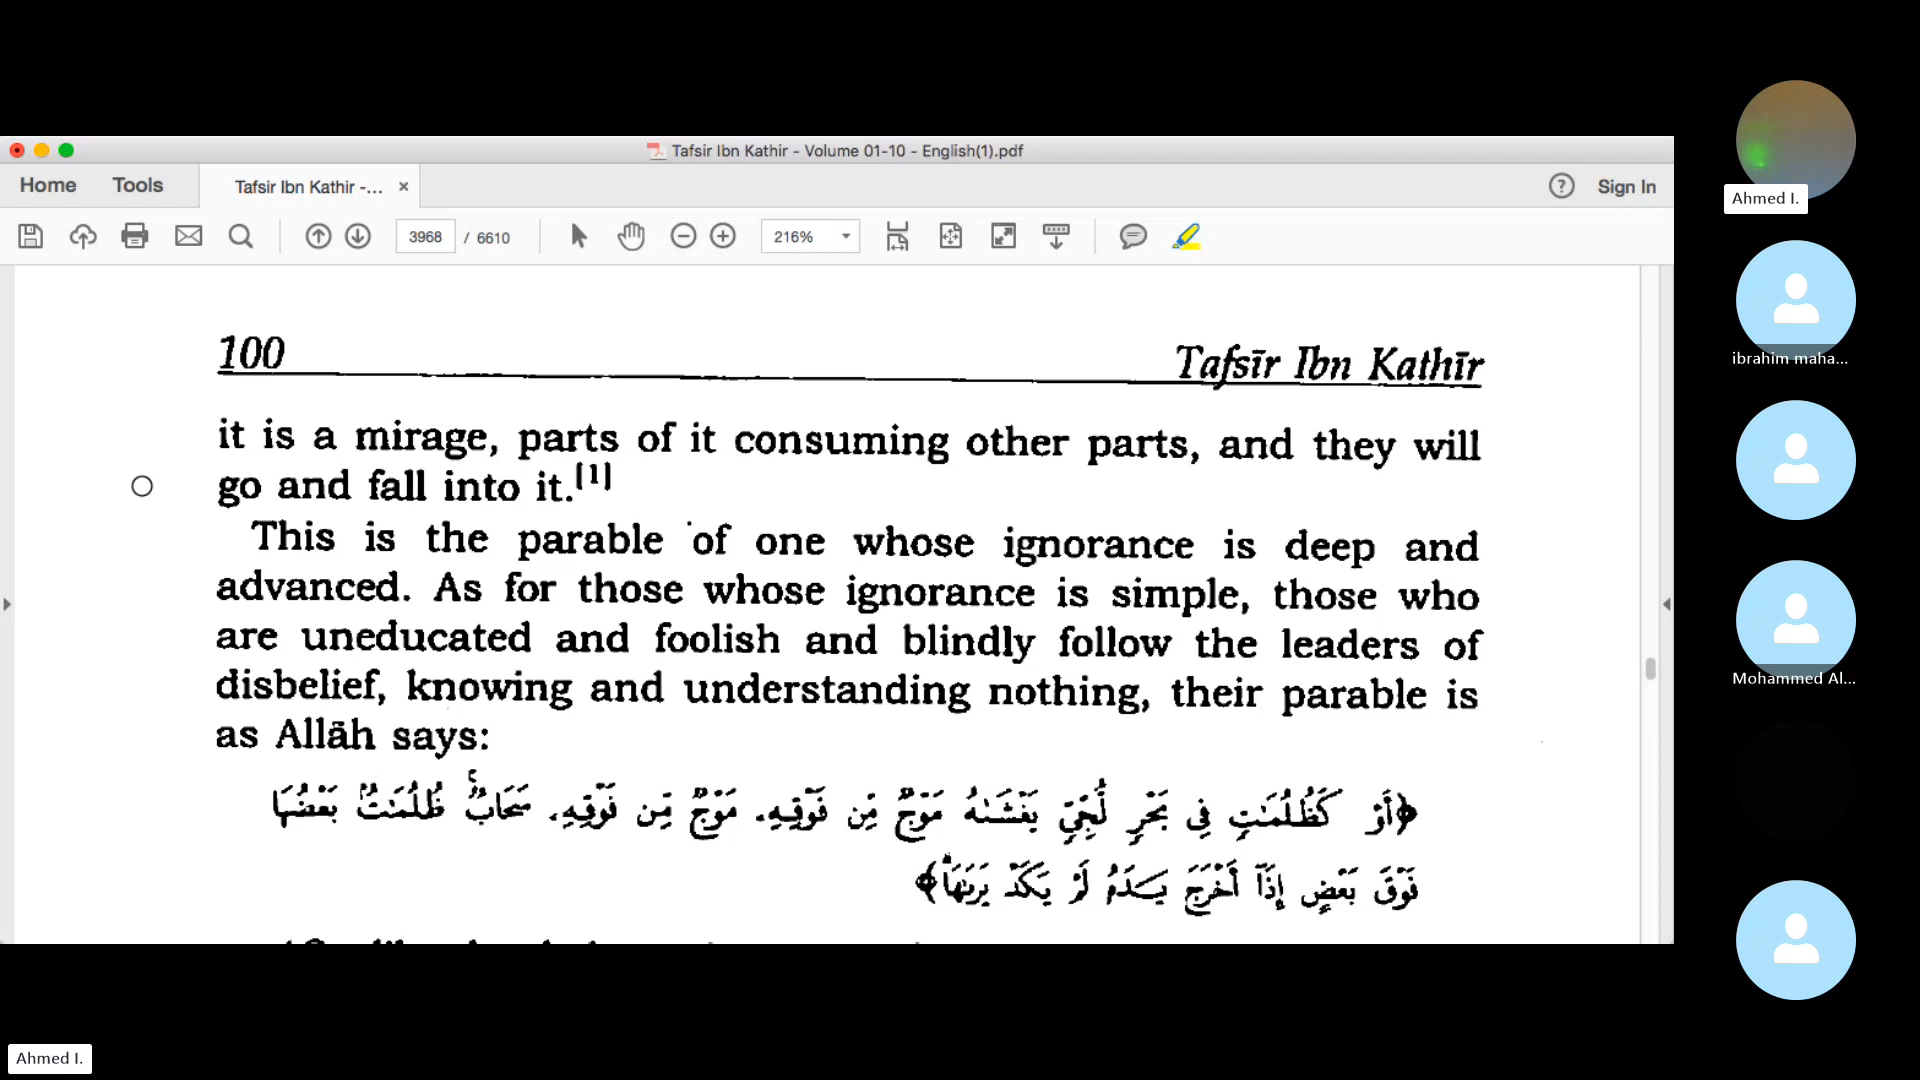 Tafsir Ibn Kathir - Volume 01-10 - English(1).pdf
Home Tools Tafsir Ibn Kathir -... × ? Sign In
3968 / 6610 216%
100 Tafsīr Ibn Kathīr
it is a mirage, parts of it consuming other parts, and they will
go and fall into it.[1]
This is the parable of one whose ignorance is deep and
advanced. As for those whose ignorance is simple, those who
are uneducated and foolish and blindly follow the leaders of
disbelief, knowing and understanding nothing, their parable is
as Allāh says:
﴿أَوْ كَظُلُمَٰتٍ فِى بَحْرٍ لُّجِّىٍّ يَغْشَىٰهُ مَوْجٌ مِّن فَوْقِهِۦ مَوْجٌ مِّن فَوْقِهِۦ سَحَابٌ ۚ ظُلُمَٰتٌۢ بَعْضُهَا
فَوْقَ بَعْضٍ إِذَآ أَخْرَجَ يَدَهُۥ لَمْ يَكَدْ يَرَىٰهَا ۗ﴾
Ahmed I.
ibrahim maha...
Mohammed Al...
Ahmed I.